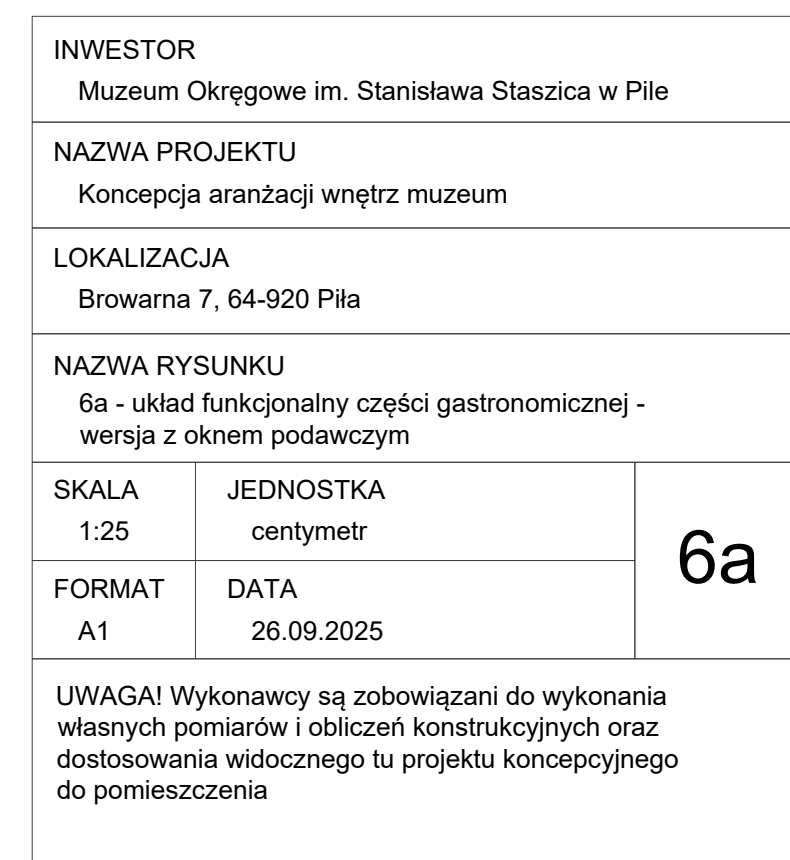 INWESTOR
Muzeum Okręgowe im. Stanisława Staszica w Pile
NAZWA PROJEKTU
Koncepcja aranżacji wnętrz muzeum
LOKALIZACJA
Browarna 7, 64-920 Piła
NAZWA RYSUNKU
6a - układ funkcjonalny części gastronomicznej -
wersja z oknem podawczym
SKALA
1:25
JEDNOSTKA
centymetr
6a
FORMAT
A1
DATA
26.09.2025
UWAGA! Wykonawcy są zobowiązani do wykonania
własnych pomiarów i obliczeń konstrukcyjnych oraz
dostosowania widocznego tu projektu koncepcyjnego
do pomieszczenia